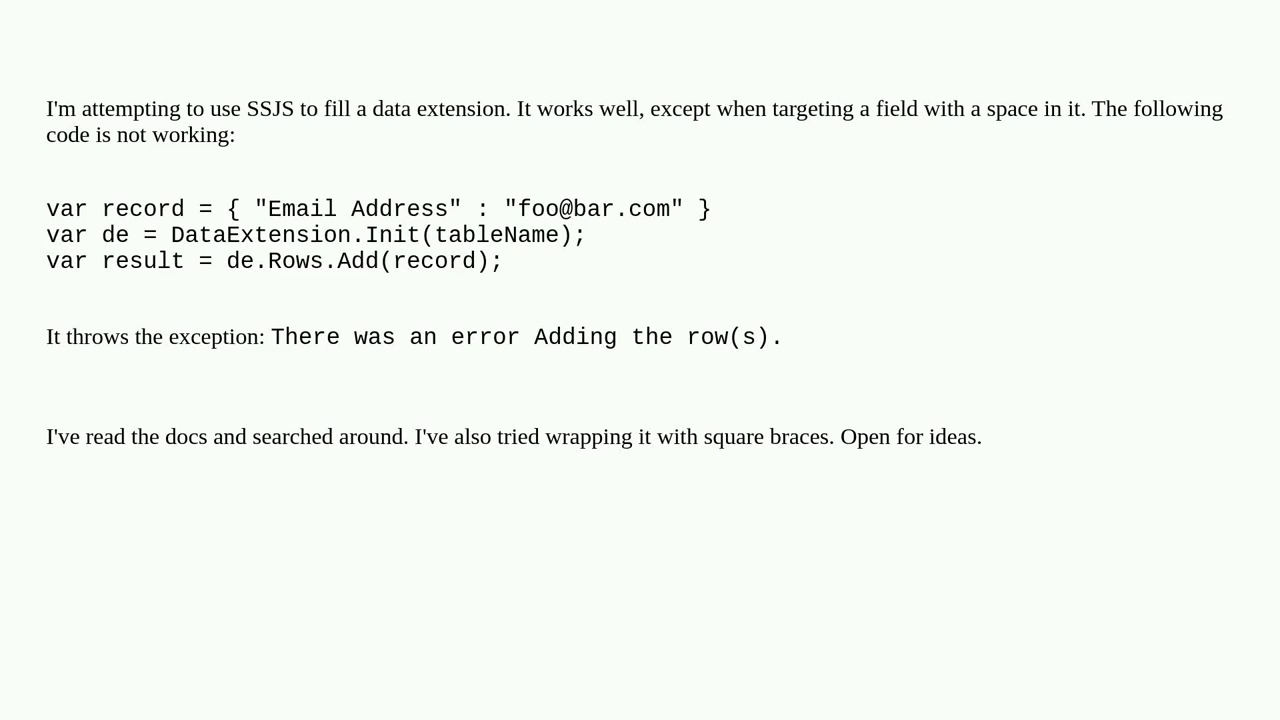 I'm attempting to use SSJS to fill a data extension. It works well, except when targeting a field with a space in it. The following
code is not working:
var record = { "Email Address" : "foo@bar.com" }
var de = DataExtension.Init(tableName);
var result = de.Rows.Add(record);
It throws the exception: There was an error Adding the row(s).
I've read the docs and searched around. I've also tried wrapping it with square braces. Open for ideas.